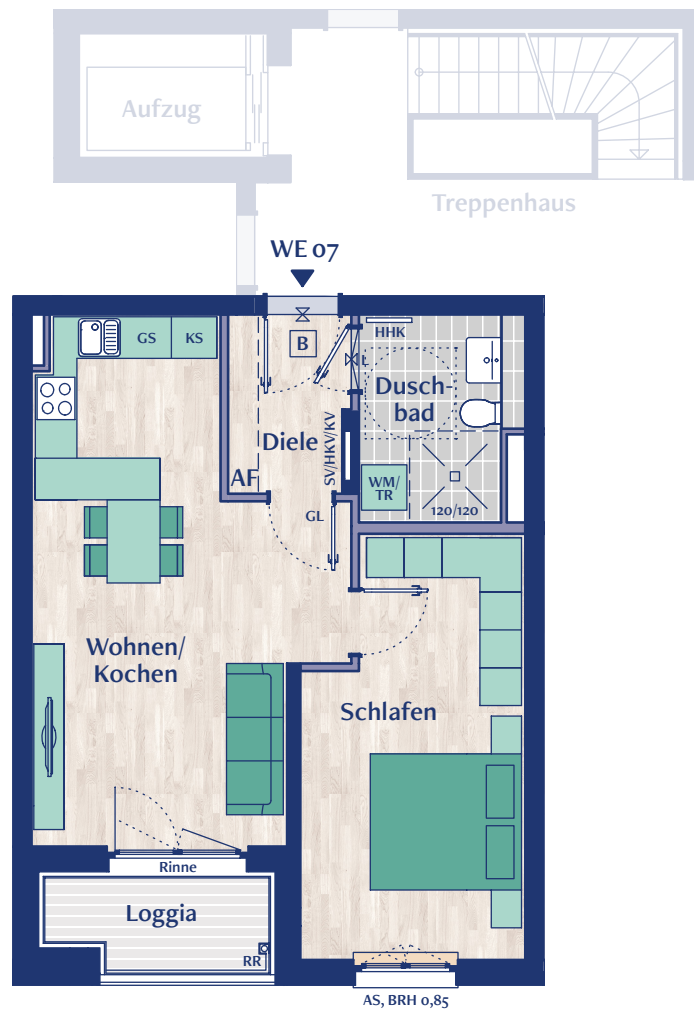 Aufzug
Treppenhaus
WE 07
GS
KS
B
HHK
L
Dusch-
bad
Diele
SV/HKV/KV
AF
WM/
TR
120/120
GL
Wohnen/
Kochen
Schlafen
Rinne
Loggia
RR
AS, BRH 0,85